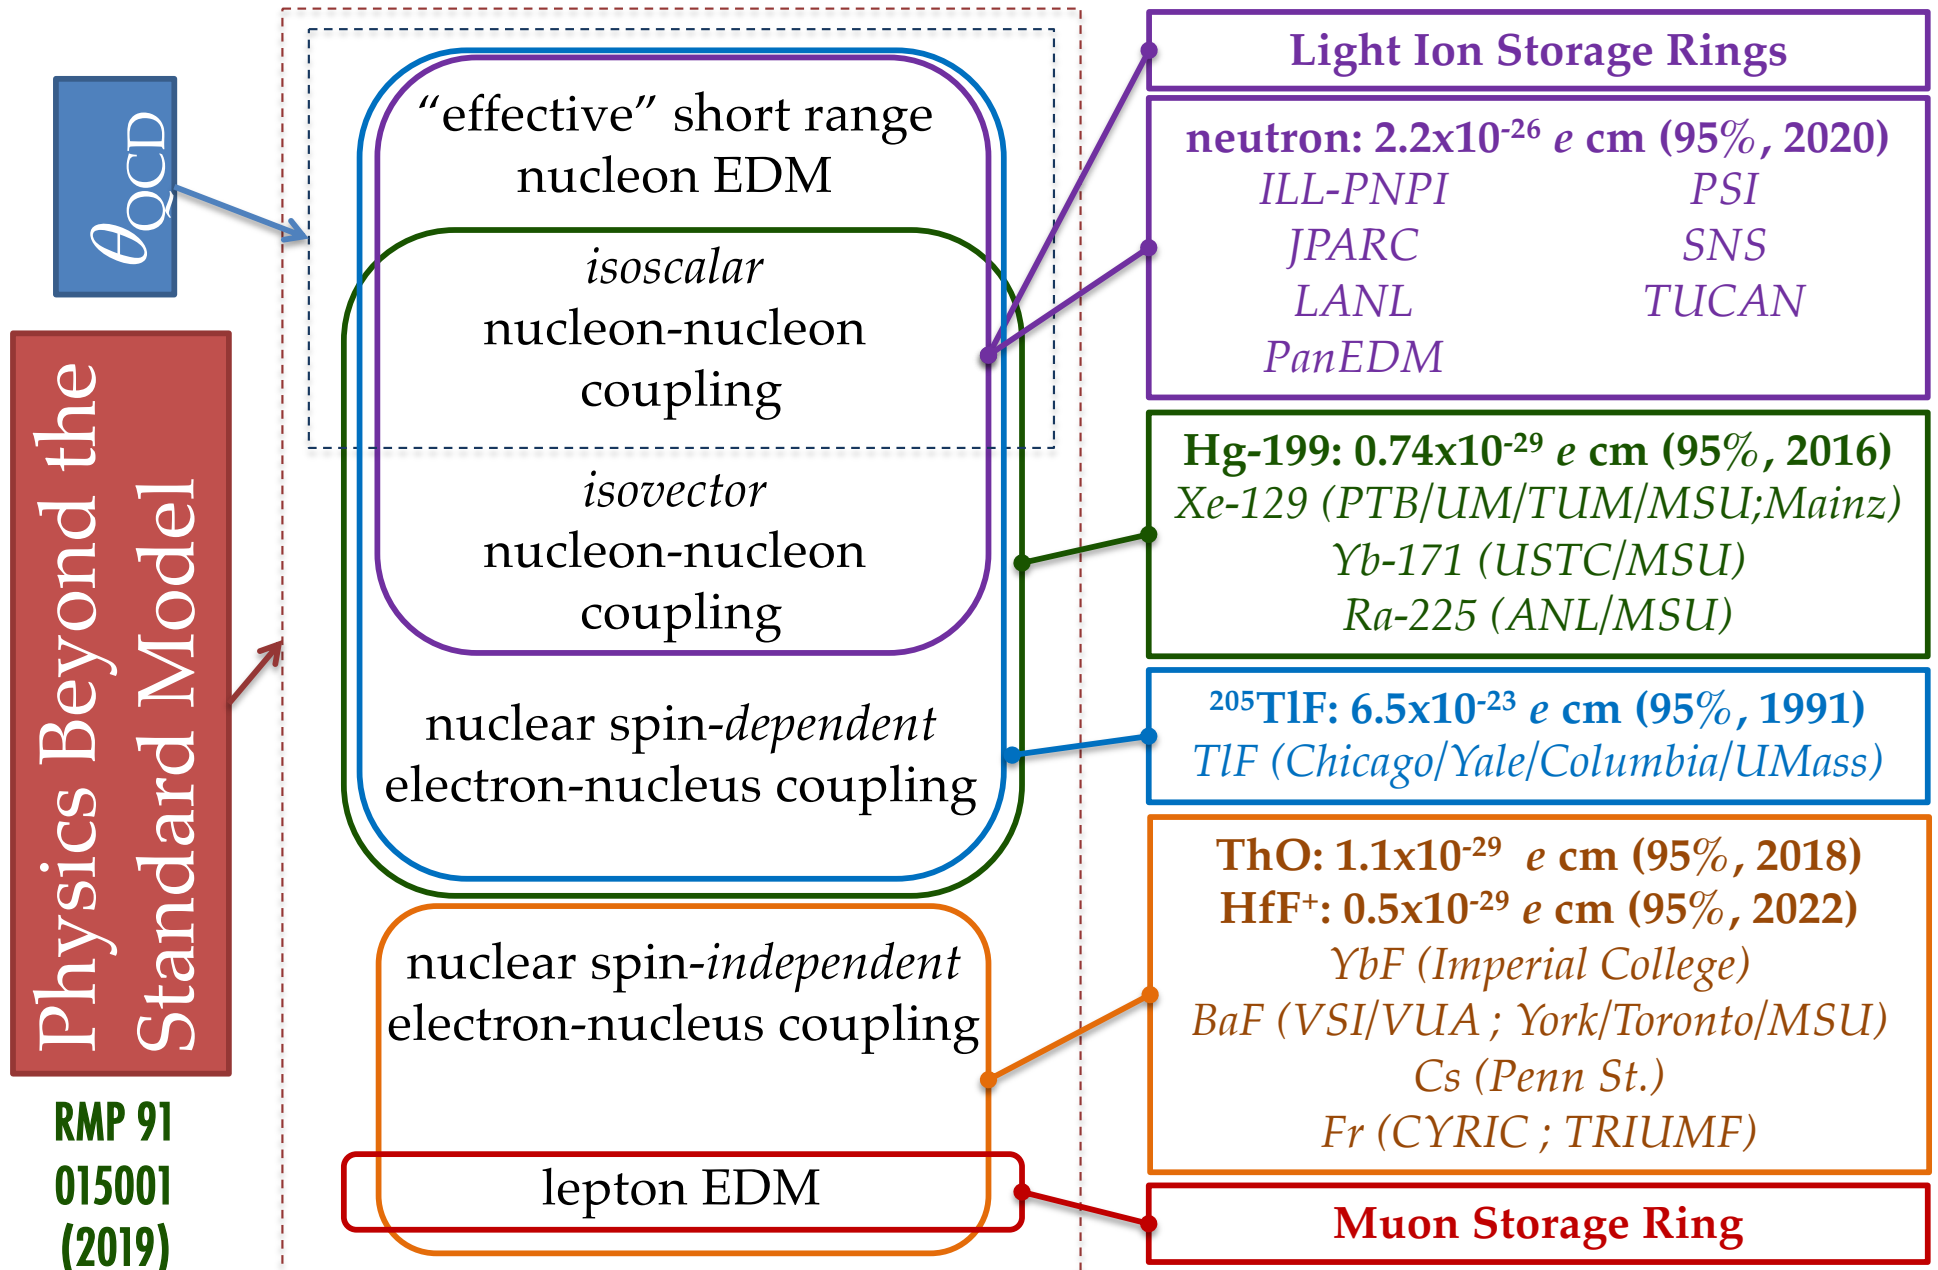 θQCD
Physics Beyond the
Standard Model
RMP 91
015001
(2019)
“effective” short range
nucleon EDM
isoscalar
nucleon-nucleon
coupling
isovector
nucleon-nucleon
coupling
nuclear spin-dependent
electron-nucleus coupling
nuclear spin-independent
electron-nucleus coupling
lepton EDM
Light Ion Storage Rings
neutron: 2.2x10⁻²⁶ e cm (95%, 2020)
ILL-PNPI PSI
JPARC SNS
LANL TUCAN
PanEDM
Hg-199: 0.74x10⁻²⁹ e cm (95%, 2016)
Xe-129 (PTB/UM/TUM/MSU;Mainz)
Yb-171 (USTC/MSU)
Ra-225 (ANL/MSU)
²⁰⁵TlF: 6.5x10⁻²³ e cm (95%, 1991)
TlF (Chicago/Yale/Columbia/UMass)
ThO: 1.1x10⁻²⁹ e cm (95%, 2018)
HfF⁺: 0.5x10⁻²⁹ e cm (95%, 2022)
YbF (Imperial College)
BaF (VSI/VUA ; York/Toronto/MSU)
Cs (Penn St.)
Fr (CYRIC ; TRIUMF)
Muon Storage Ring